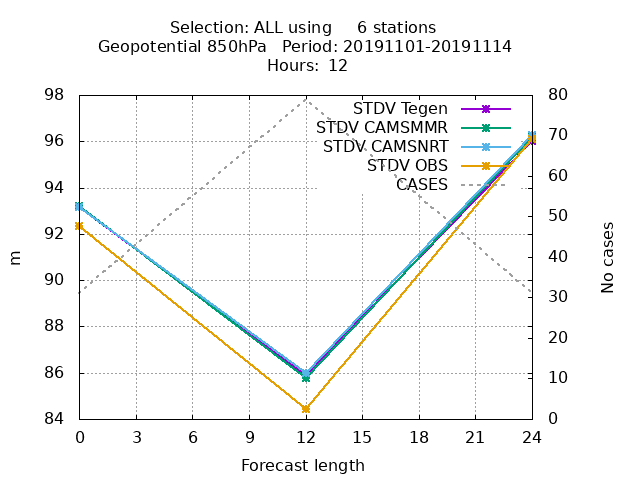 Selection: ALL using     6 stations
Geopotential 850hPa   Period: 20191101-20191114
Hours:  12
98 80
STDV Tegen
STDV CAMSMMR
96 70
STDV CAMSNRT
STDV OBS
60
94 CASES
50
92
m No cases
40
90
30
88
20
86
10
84 0
0 3 6 9 12 15 18 21 24
Forecast length